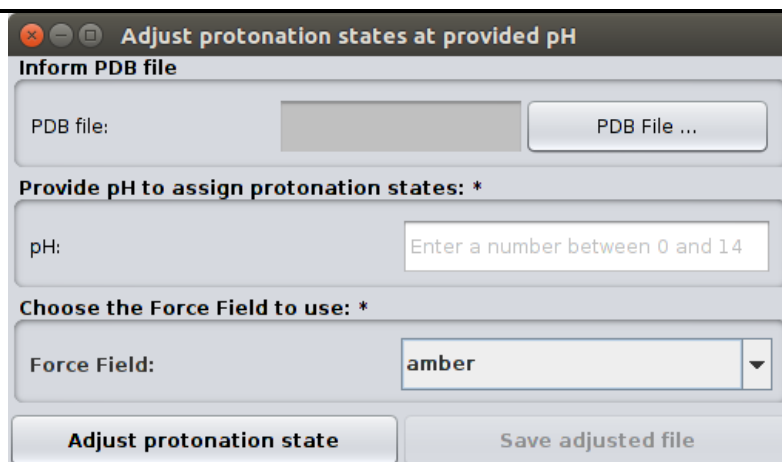 Adjust protonation states at provided pH
Inform PDB file
PDB file: PDB File ...
Provide pH to assign protonation states: *
pH: Enter a number between 0 and 14
Choose the Force Field to use: *
Force Field: amber
Adjust protonation state Save adjusted file